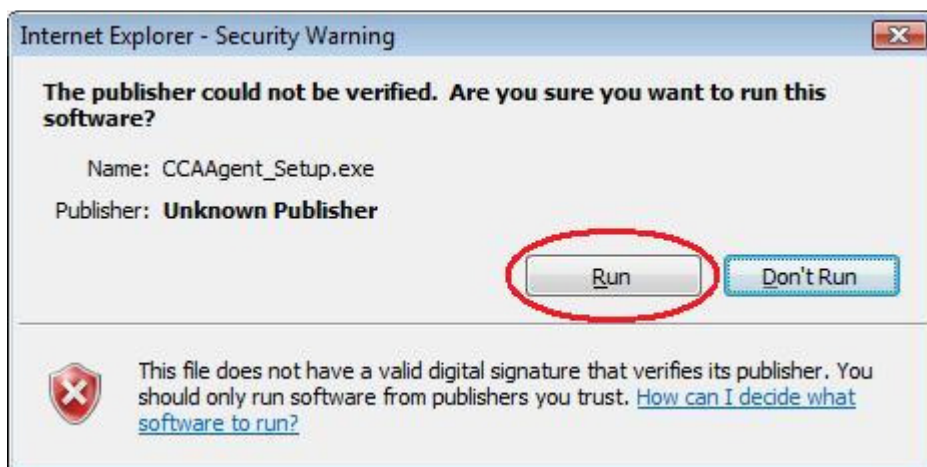 Internet Explorer - Security Warning
The publisher could not be verified. Are you sure you want to run this
software?
Name: CCAAgent_Setup.exe
Publisher: Unknown Publisher
Run Don't Run
This file does not have a valid digital signature that verifies its publisher. You
should only run software from publishers you trust. How can I decide what
software to run?